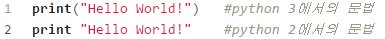 1 print("Hello World!") #python 3에서의 문법
2 print "Hello World!" #python 2에서의 문법